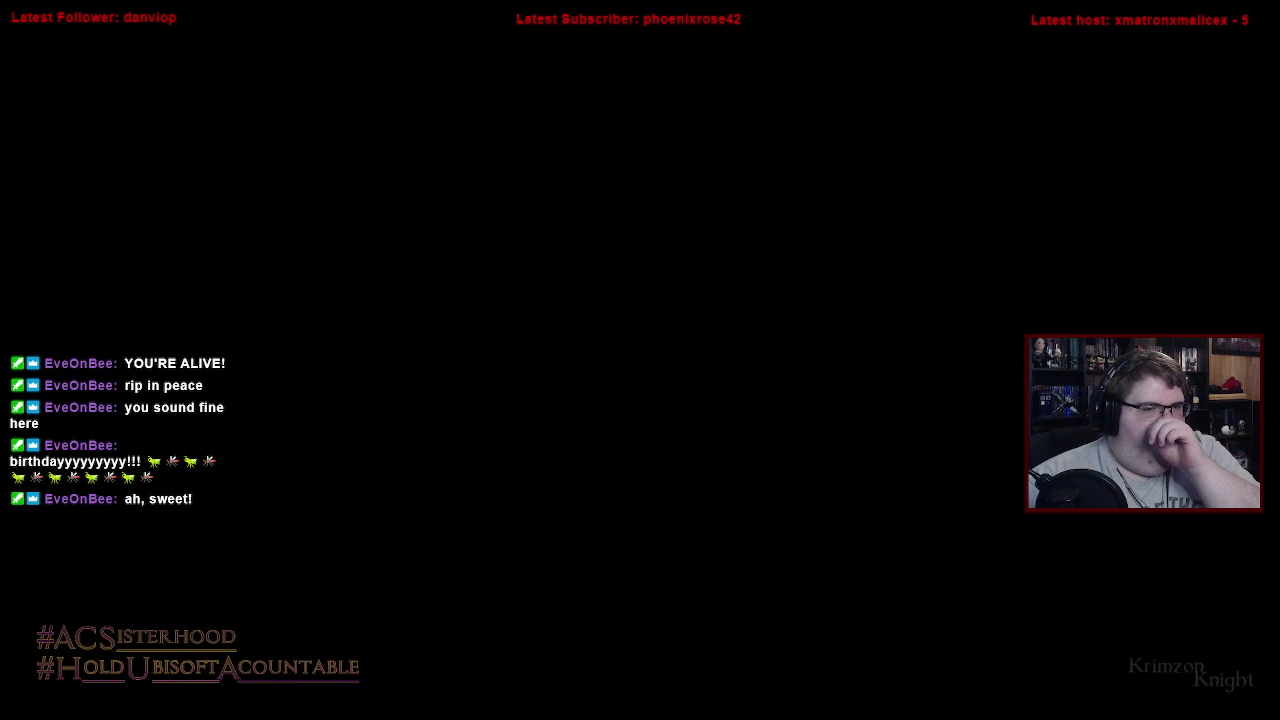 Latest Follower: danviop
Latest Subscriber: phoenixrose42
Latest host: xmatronxmalicex - 5
EveOnBee: YOU'RE ALIVE!
EveOnBee: rip in peace
EveOnBee: you sound fine
here
EveOnBee:
birthdayyyyyyyyy!!!
EveOnBee: ah, sweet!
#ACSisterhood
#HoldUbisoftAcountable
Krimzon
Knight